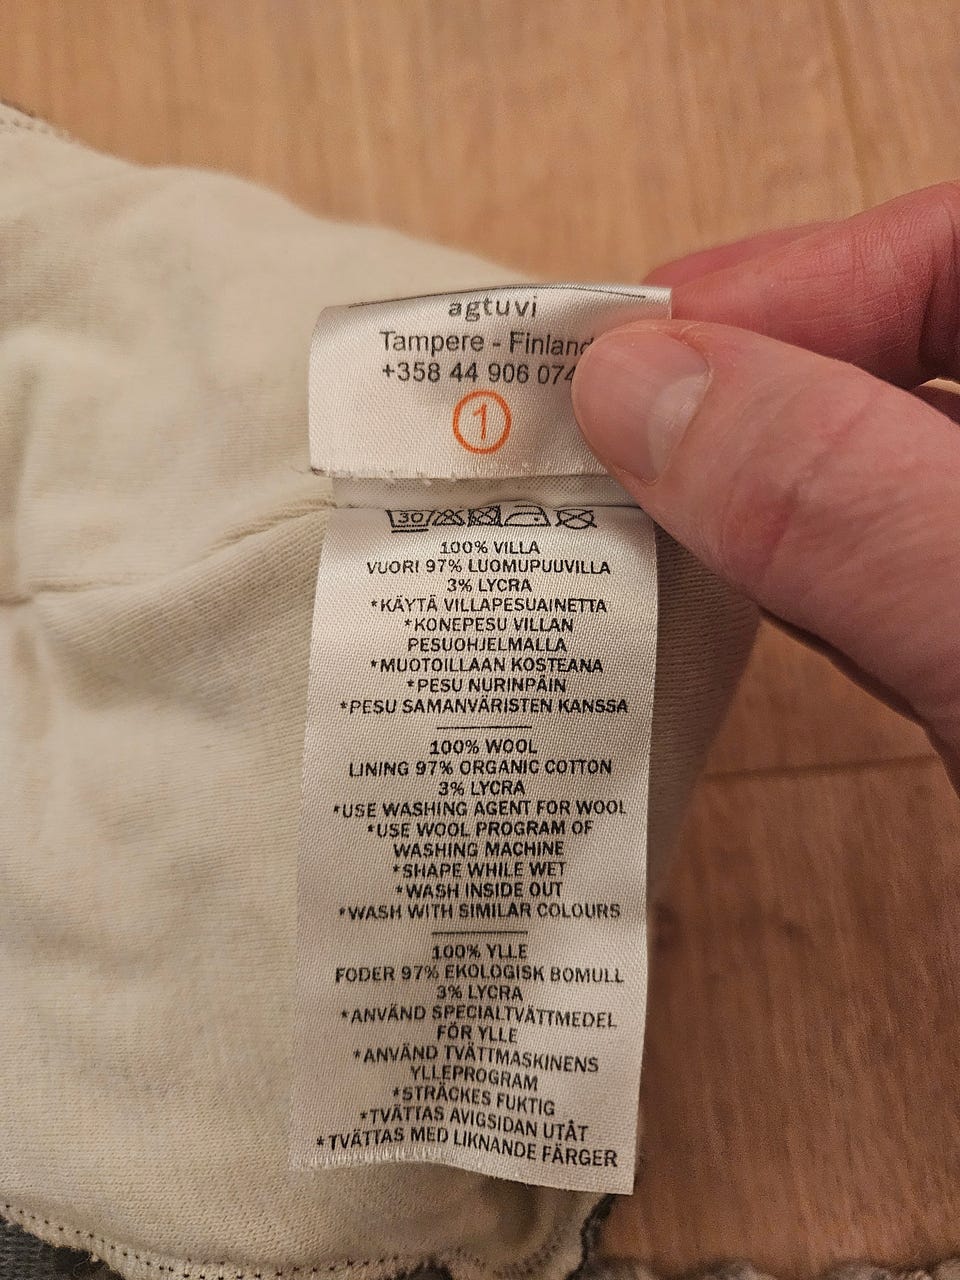 agtuvi
Tampere - Finland
+358 44 906 074
1
30
100% VILLA
VUORI 97% LUOMUPUUVILLA
3% LYCRA
*KÄYTÄ VILLAPESUAINETTA
*KONEPESU VILLAN
PESUOHJELMALLA
*MUOTOILLAAN KOSTEANA
*PESU NURINPÄIN
*PESU SAMANVÄRISTEN KANSSA
100% WOOL
LINING 97% ORGANIC COTTON
3% LYCRA
*USE WASHING AGENT FOR WOOL
*USE WOOL PROGRAM OF
WASHING MACHINE
*SHAPE WHILE WET
*WASH INSIDE OUT
*WASH WITH SIMILAR COLOURS
100% YLLE
FODER 97% EKOLOGISK BOMULL
3% LYCRA
*ANVÄND SPECIALTVÄTTMEDEL
FÖR YLLE
*ANVÄND TVÄTTMASKINENS
YLLEPROGRAM
*STRÄCKES FUKTIG
*TVÄTTAS AVIGSIDAN UTÅT
*TVÄTTAS MED LIKNANDE FÄRGER